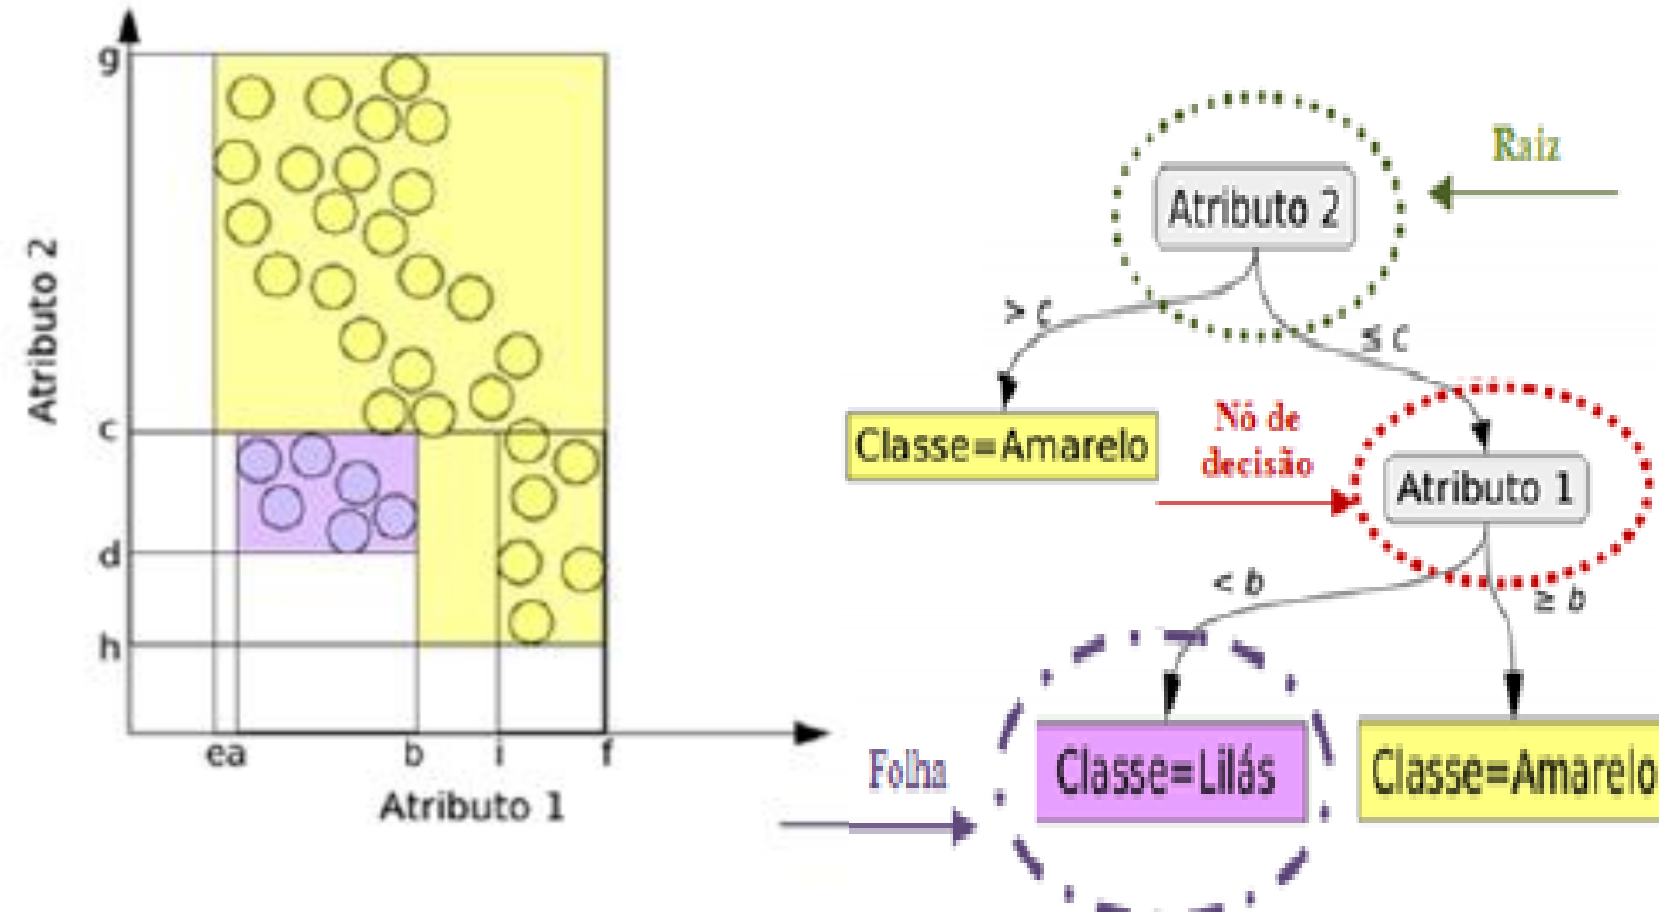 g
Atributo 2
c
d
h
e a
b
i
f
Atributo 1
Raiz
Atributo 2
> c
≤ c
Classe=Amarelo
Nó de
decisão
Atributo 1
< b
≥ b
Folha
Classe=Lilás
Classe=Amarelo